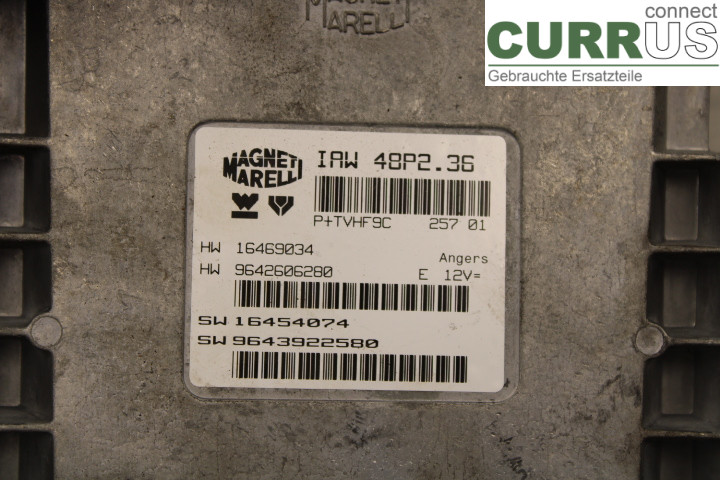 MAGNETI
MARELLI
connect
CURRUS
Gebrauchte Ersatzteile
MAGNETI
MARELLI
IAW 48P2.36
P+TVHF9C 257 01
HW 16469034
Angers
HW 9642606280 E 12V=
SW 16454074
SW 9643922580